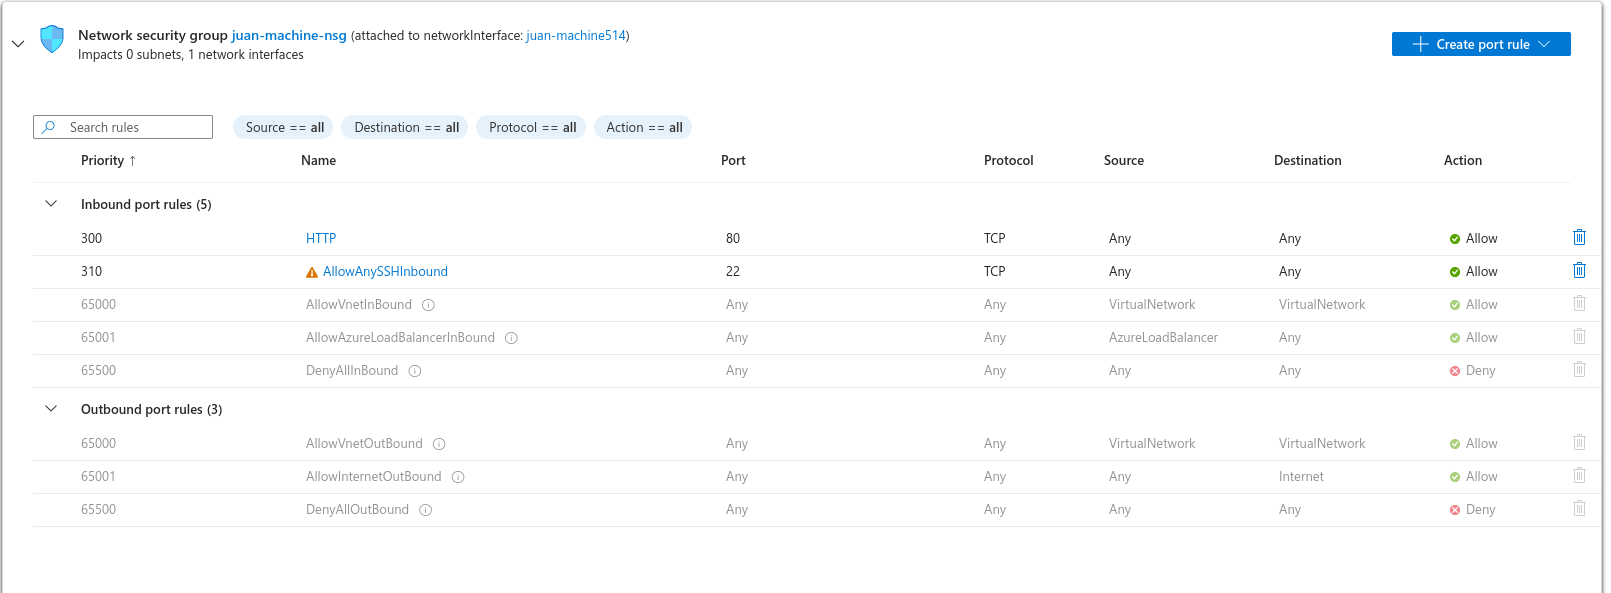 Network security group juan-machine-nsg (attached to networkInterface: juan-machine514)
Impacts 0 subnets, 1 network interfaces
Create port rule
Search rules
Source == all
Destination == all
Protocol == all
Action == all
Priority ↑ Name Port Protocol Source Destination Action
Inbound port rules (5)
300 HTTP 80 TCP Any Any Allow
310 AllowAnySSHInbound 22 TCP Any Any Allow
65000 AllowVnetInBound Any Any VirtualNetwork VirtualNetwork Allow
65001 AllowAzureLoadBalancerInBound Any Any AzureLoadBalancer Any Allow
65500 DenyAllInBound Any Any Any Any Deny
Outbound port rules (3)
65000 AllowVnetOutBound Any Any VirtualNetwork VirtualNetwork Allow
65001 AllowInternetOutBound Any Any Any Internet Allow
65500 DenyAllOutBound Any Any Any Any Deny